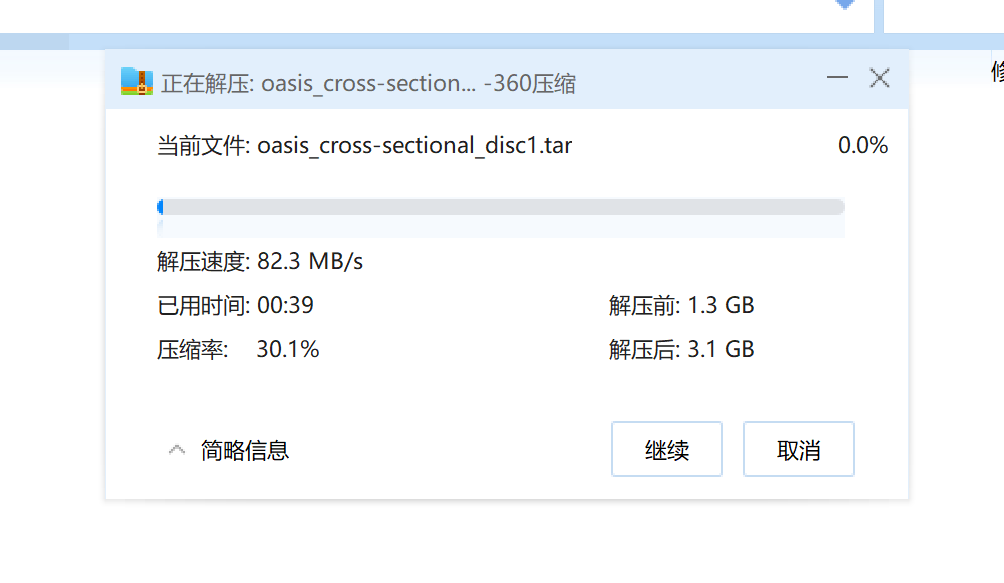 正在解压: oasis_cross-section... -360压缩
当前文件: oasis_cross-sectional_disc1.tar 0.0%
解压速度: 82.3 MB/s
已用时间: 00:39 解压前: 1.3 GB
压缩率: 30.1% 解压后: 3.1 GB
简略信息 继续 取消